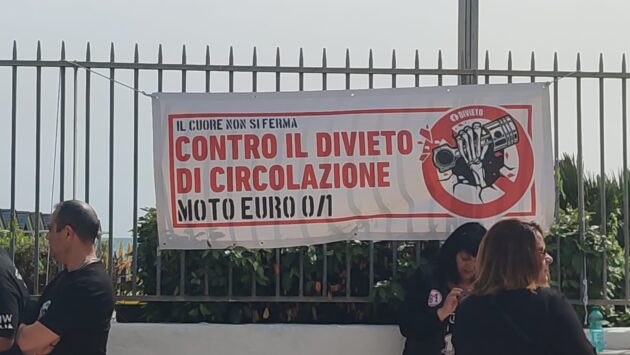 IL CUORE NON SI FERMA
CONTRO IL DIVIETO
DI CIRCOLAZIONE
MOTO EURO 0/1
DIVIETO